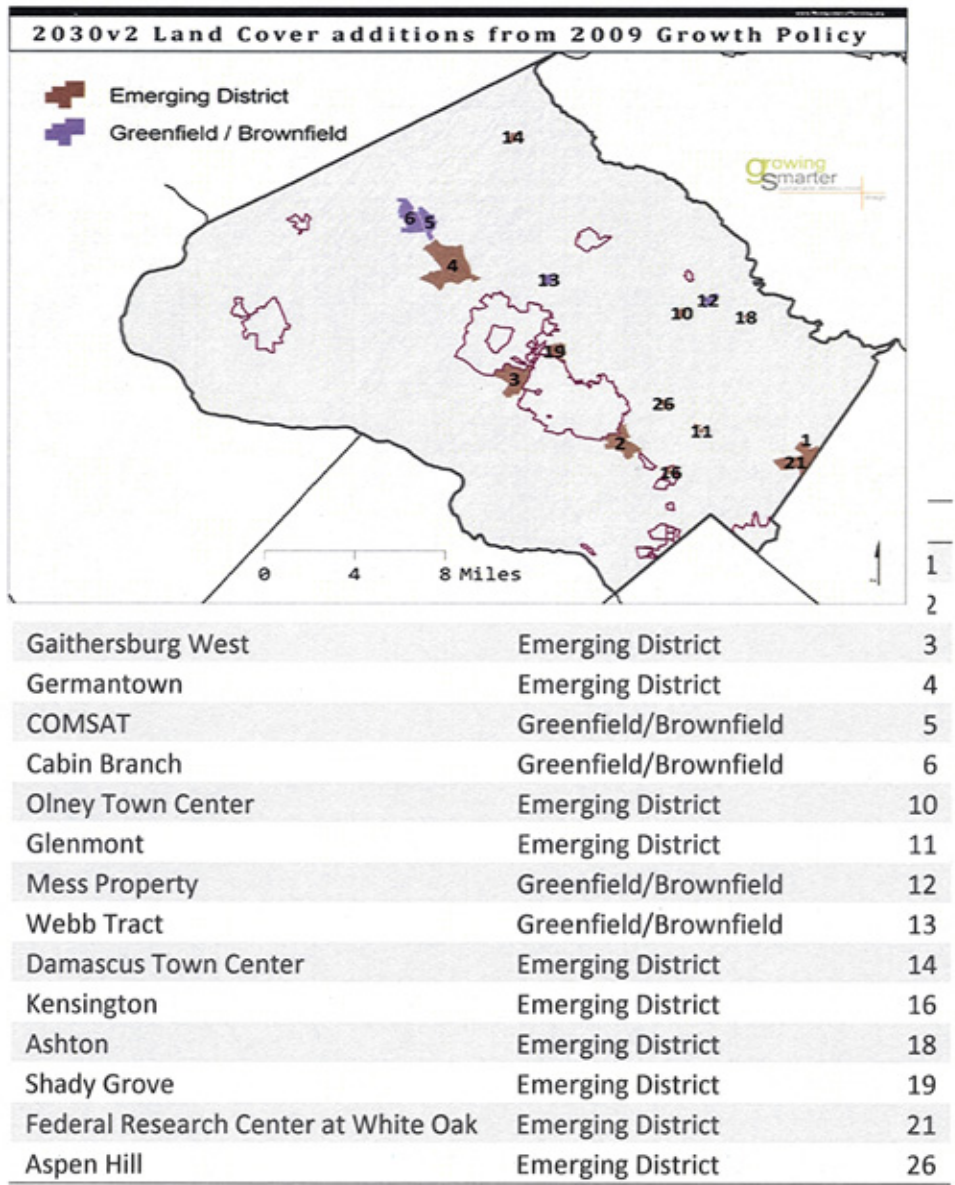 2030v2 Land Cover additions from 2009 Growth Policy
Emerging District
Greenfield / Brownfield
14
growing
smarter
6
5
4
13
12
10
18
19
3
26
11
2
1
21
16
0 4 8 Miles
1
2
Gaithersburg West Emerging District 3
Germantown Emerging District 4
COMSAT Greenfield/Brownfield 5
Cabin Branch Greenfield/Brownfield 6
Olney Town Center Emerging District 10
Glenmont Emerging District 11
Mess Property Greenfield/Brownfield 12
Webb Tract Greenfield/Brownfield 13
Damascus Town Center Emerging District 14
Kensington Emerging District 16
Ashton Emerging District 18
Shady Grove Emerging District 19
Federal Research Center at White Oak Emerging District 21
Aspen Hill Emerging District 26